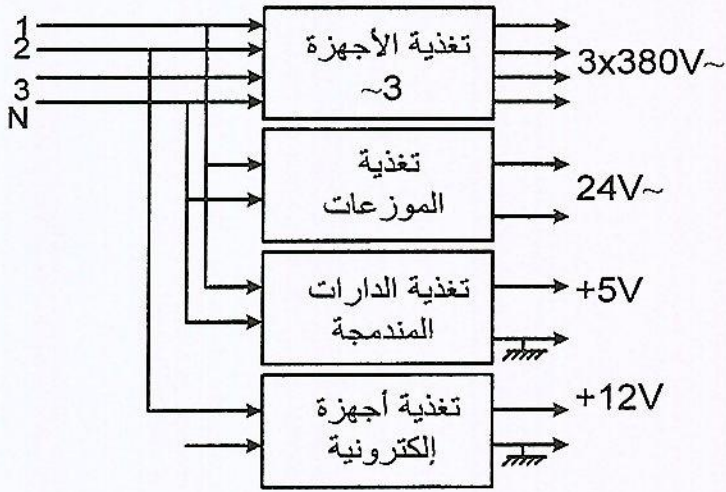 1
2
3
N
تغذية الأجهزة
3~
3x380V~
تغذية
الموزعات
24V~
تغذية الدارات
المندمجة
+5V
تغذية أجهزة
إلكترونية
+12V